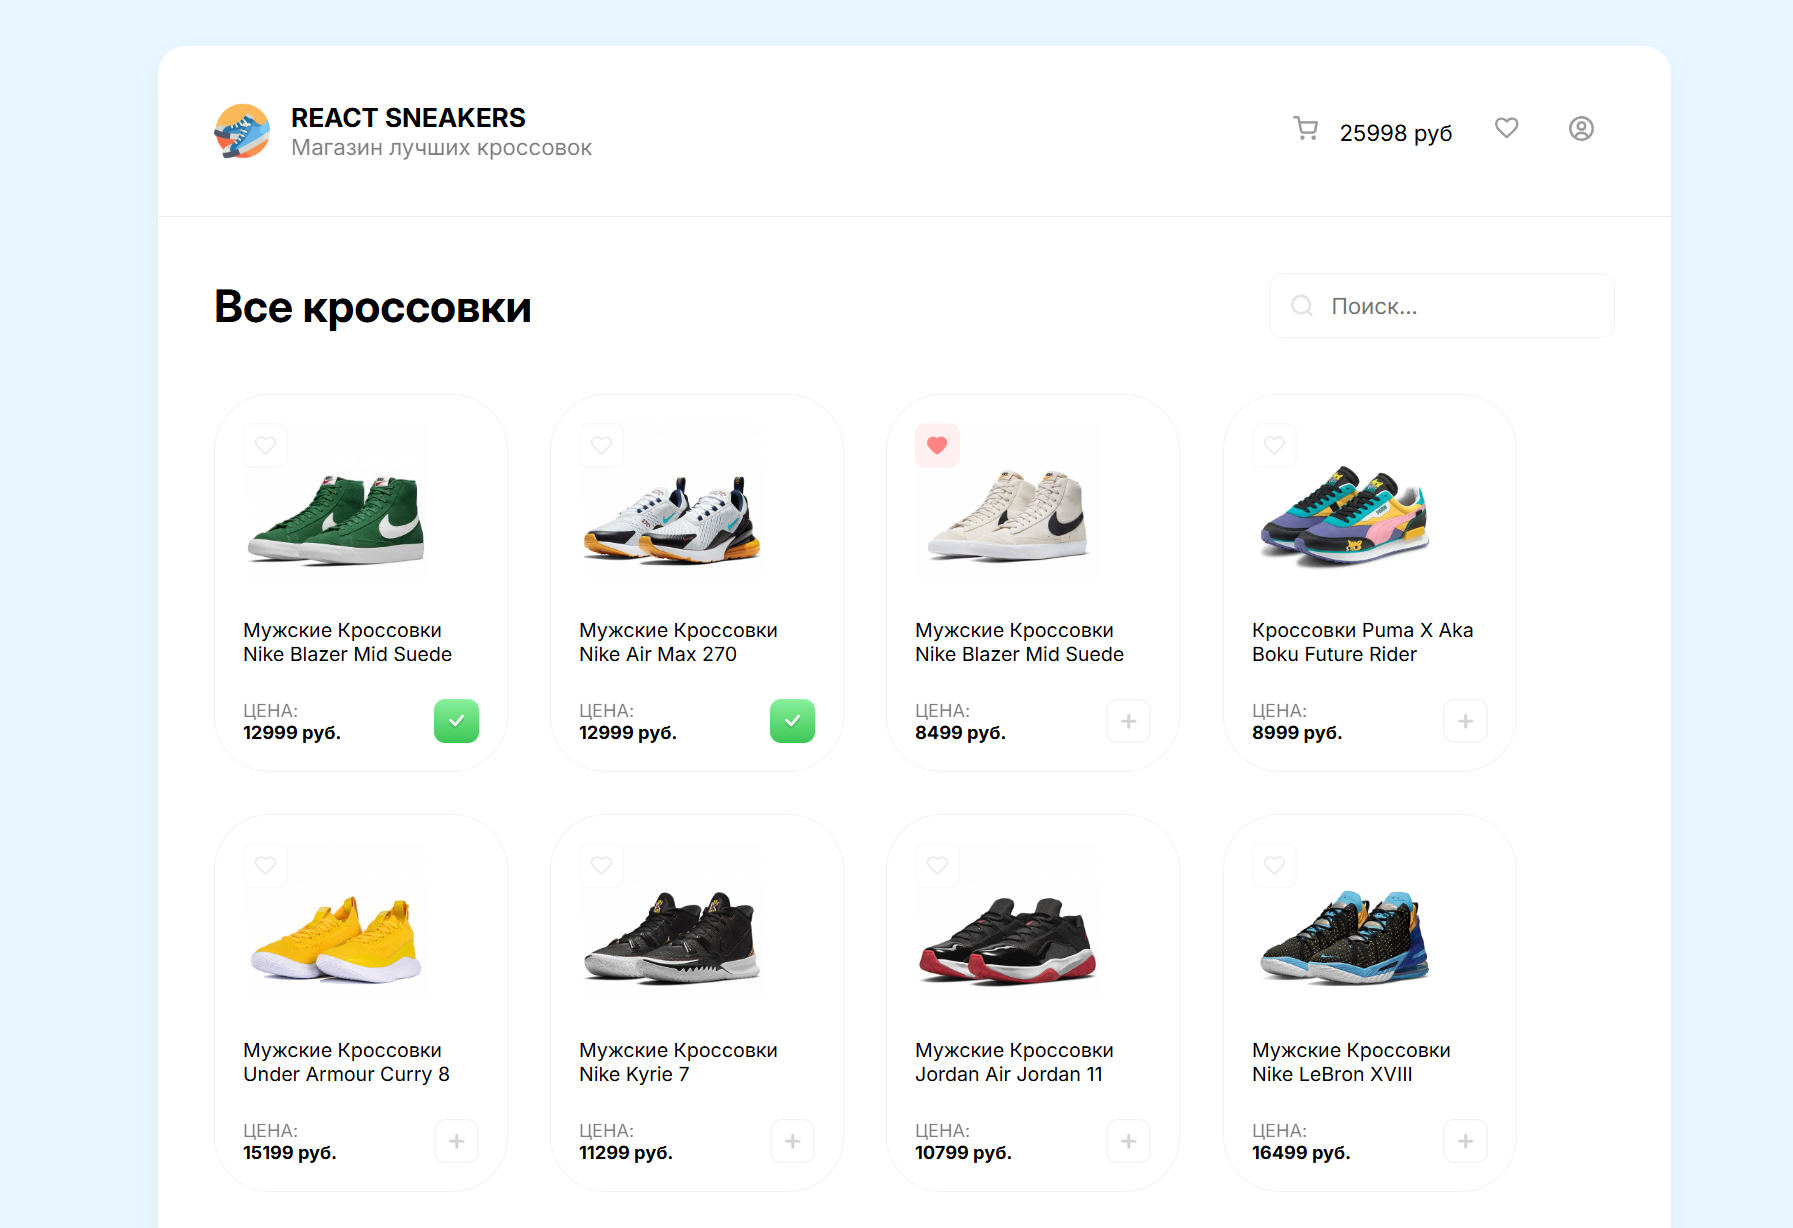 REACT SNEAKERS
Магазин лучших кроссовок
25998 руб
Все кроссовки
Поиск...
Мужские Кроссовки
Nike Blazer Mid Suede
ЦЕНА:
12999 руб.
Мужские Кроссовки
Nike Air Max 270
ЦЕНА:
12999 руб.
Мужские Кроссовки
Nike Blazer Mid Suede
ЦЕНА:
8499 руб.
Кроссовки Puma X Aka
Boku Future Rider
ЦЕНА:
8999 руб.
Мужские Кроссовки
Under Armour Curry 8
ЦЕНА:
15199 руб.
Мужские Кроссовки
Nike Kyrie 7
ЦЕНА:
11299 руб.
Мужские Кроссовки
Jordan Air Jordan 11
ЦЕНА:
10799 руб.
Мужские Кроссовки
Nike LeBron XVIII
ЦЕНА:
16499 руб.